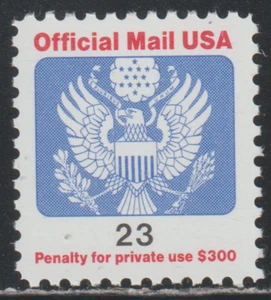 Official Mail USA
23
Penalty for private use $300